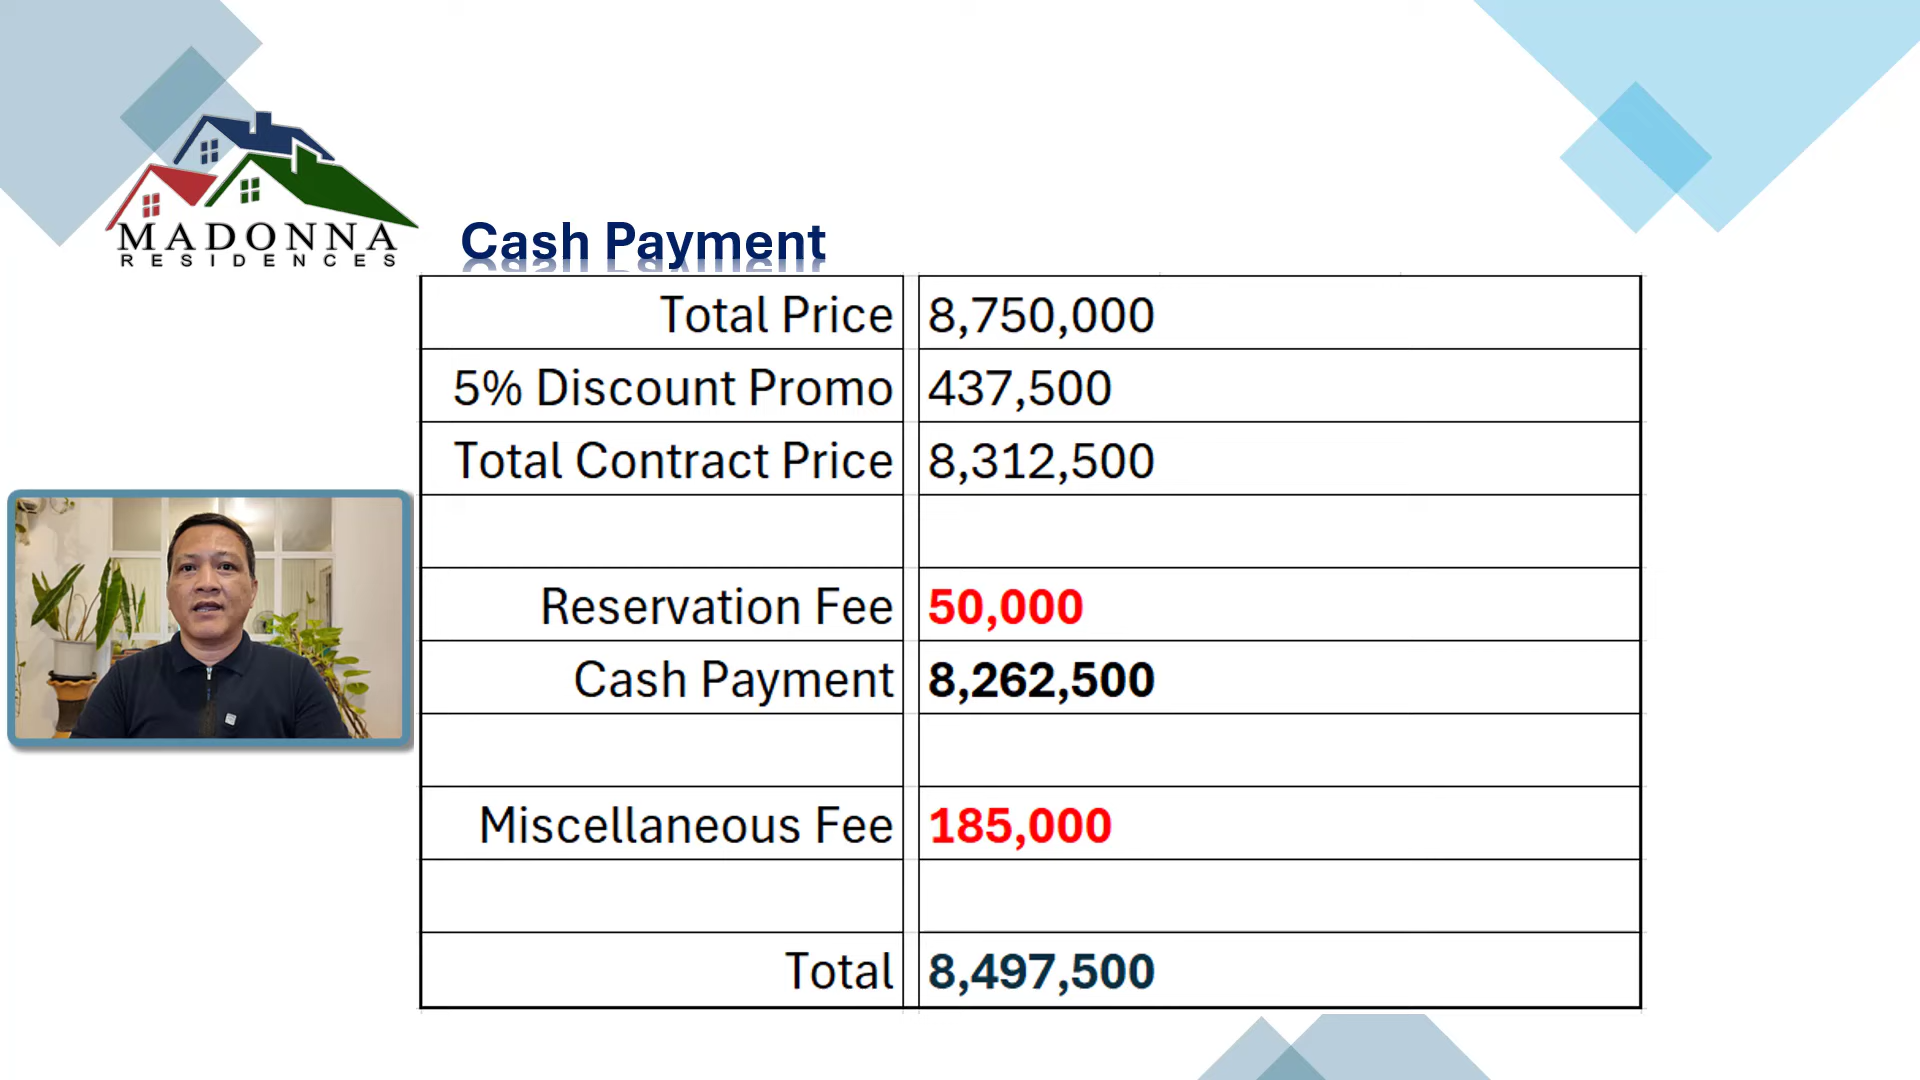 MADONNA
RESIDENCES
Cash Payment
Total Price 8,750,000
5% Discount Promo 437,500
Total Contract Price 8,312,500
Reservation Fee 50,000
Cash Payment 8,262,500
Miscellaneous Fee 185,000
Total 8,497,500